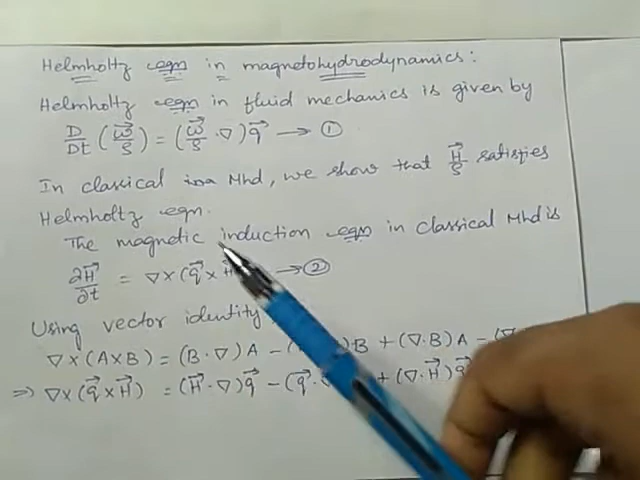 Helmholtz eqn in magnetohydrodynamics:
Helmholtz eqn in fluid mechanics is given by
D/Dt (ω⃗/ρ) = (ω⃗/ρ · ∇) q⃗ → ①
In classical Mhd, we show that H⃗/ρ satisfies
Helmholtz eqn.
The magnetic induction eqn in classical Mhd is
∂H⃗/∂t = ∇×(q⃗× → ②
Using vector identity
∇×(A×B) = (B·∇)A − B + (∇·B)A −
⇒ ∇×(q⃗×H⃗) = (H⃗·∇)q⃗ − (q⃗· + (∇·H⃗)q⃗